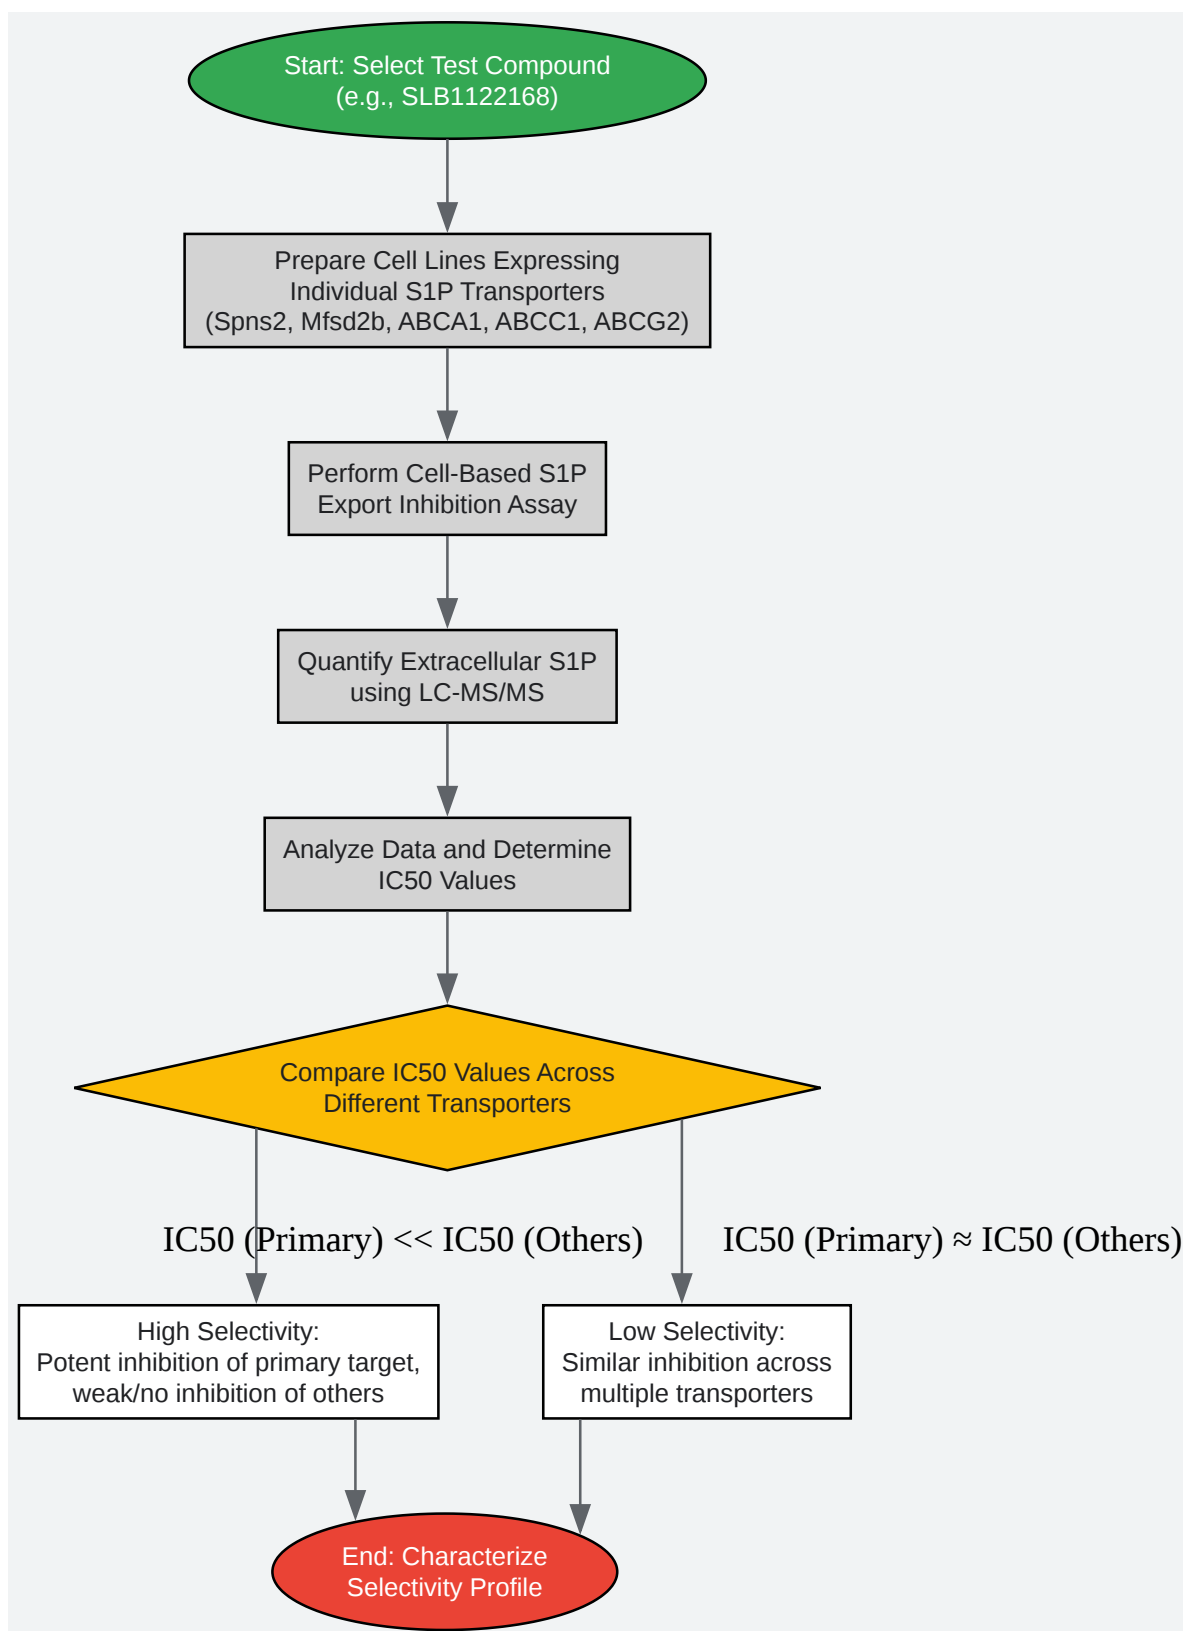 Start: Select Test Compound
(e.g., SLB1122168)
Prepare Cell Lines Expressing
Individual S1P Transporters
(Spns2, Mfsd2b, ABCA1, ABCC1, ABCG2)
Perform Cell-Based S1P
Export Inhibition Assay
Quantify Extracellular S1P
using LC-MS/MS
Analyze Data and Determine
IC50 Values
Compare IC50 Values Across
Different Transporters
IC50 (Primary) << IC50 (Others)
IC50 (Primary) ≈ IC50 (Others)
High Selectivity:
Potent inhibition of primary target,
weak/no inhibition of others
Low Selectivity:
Similar inhibition across
multiple transporters
End: Characterize
Selectivity Profile